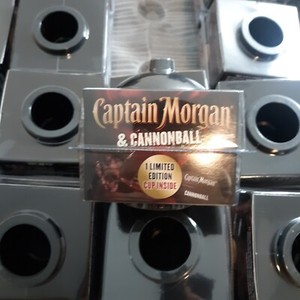 Captain Morgan
& CANNONBALL
1 LIMITED
EDITION
CUP INSIDE
Captain Morgan
CANNONBALL